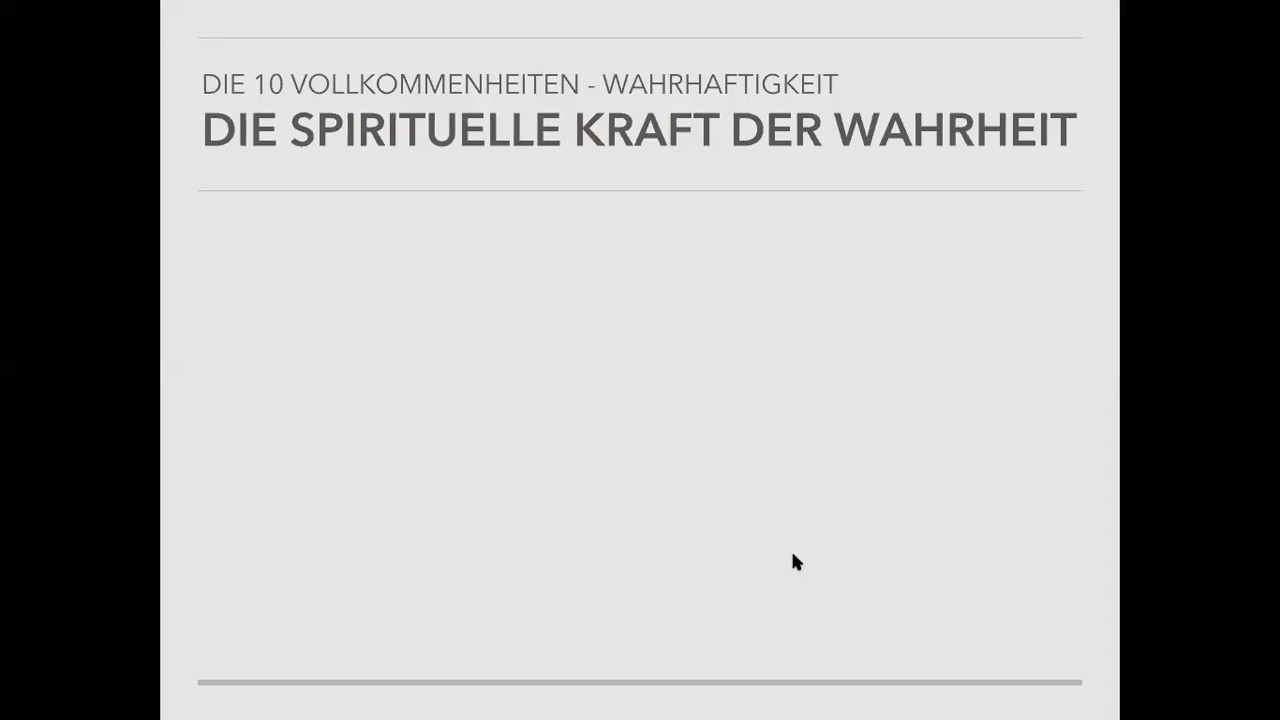 DIE 10 VOLLKOMMENHEITEN - WAHRHAFTIGKEIT
DIE SPIRITUELLE KRAFT DER WAHRHEIT